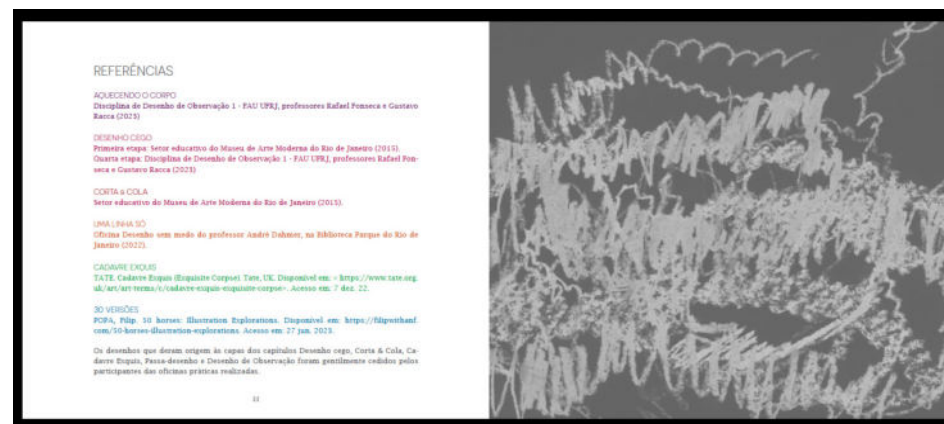 REFERÊNCIAS
AQUECENDO O CORPO
Disciplina de Desenho de Observação 1 - FAU UFRJ, professores Rafael Fonseca e Gustavo
Racca (2023)
DESENHO CEGO
Primeira etapa: Setor educativo do Museu de Arte Moderna do Rio de Janeiro (2015).
Quarta etapa: Disciplina de Desenho de Observação 1 - FAU UFRJ, professores Rafael Fon-
seca e Gustavo Racca (2023)
CORTA & COLA
Setor educativo do Museu de Arte Moderna do Rio de Janeiro (2015).
UMA LINHA SÓ
Oficina Desenho sem medo do professor André Dahmer, na Biblioteca Parque do Rio de
Janeiro (2022).
CADAVRE EXQUIS
TATE. Cadavre Exquis (Exquisite Corpse). Tate, UK. Disponível em: < https://www.tate.org.
uk/art/art-terms/c/cadavre-exquis-exquisite-corpse>. Acesso em: 7 dez. 22.
30 VERSÕES
POPA, Filip. 50 horses: Illustration Explorations. Disponível em: https://filipwithanf.
com/50-horses-illustration-explorations. Acesso em: 27 jun. 2023.
Os desenhos que deram origem às capas dos capítulos Desenho cego, Corta & Cola, Ca-
davre Exquis, Passa-desenho e Desenho de Observação foram gentilmente cedidos pelos
participantes das oficinas práticas realizadas.